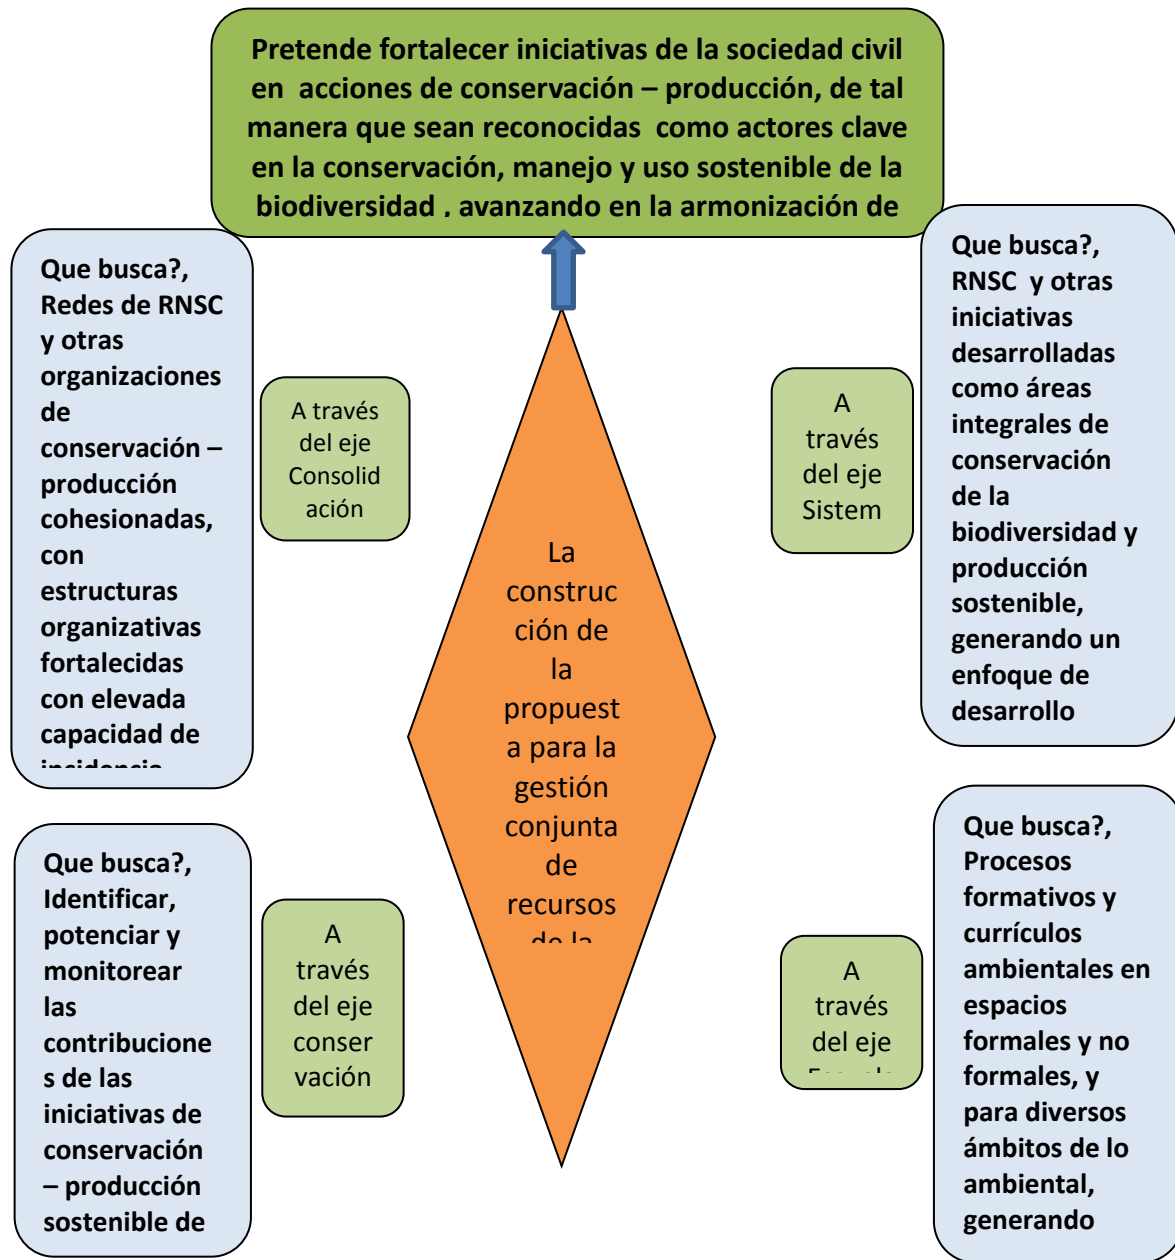 Pretende fortalecer iniciativas de la sociedad civil
en acciones de conservación – producción, de tal
manera que sean reconocidas como actores clave
en la conservación, manejo y uso sostenible de la
biodiversidad , avanzando en la armonización de
Que busca?,
Redes de RNSC
y otras
organizaciones
de
conservación –
producción
cohesionadas,
con
estructuras
organizativas
fortalecidas
con elevada
capacidad de
incidencia
A través
del eje
Consolid
ación
La
construc
ción de
la
propuest
a para la
gestión
conjunta
de
recursos
de la
A
través
del eje
Sistem
Que busca?,
RNSC y otras
iniciativas
desarrolladas
como áreas
integrales de
conservación
de la
biodiversidad y
producción
sostenible,
generando un
enfoque de
desarrollo
Que busca?,
Identificar,
potenciar y
monitorear
las
contribucione
s de las
iniciativas de
conservación
– producción
sostenible de
A
través
del eje
conser
vación
A
través
del eje
Que busca?,
Procesos
formativos y
currículos
ambientales en
espacios
formales y no
formales, y
para diversos
ámbitos de lo
ambiental,
generando